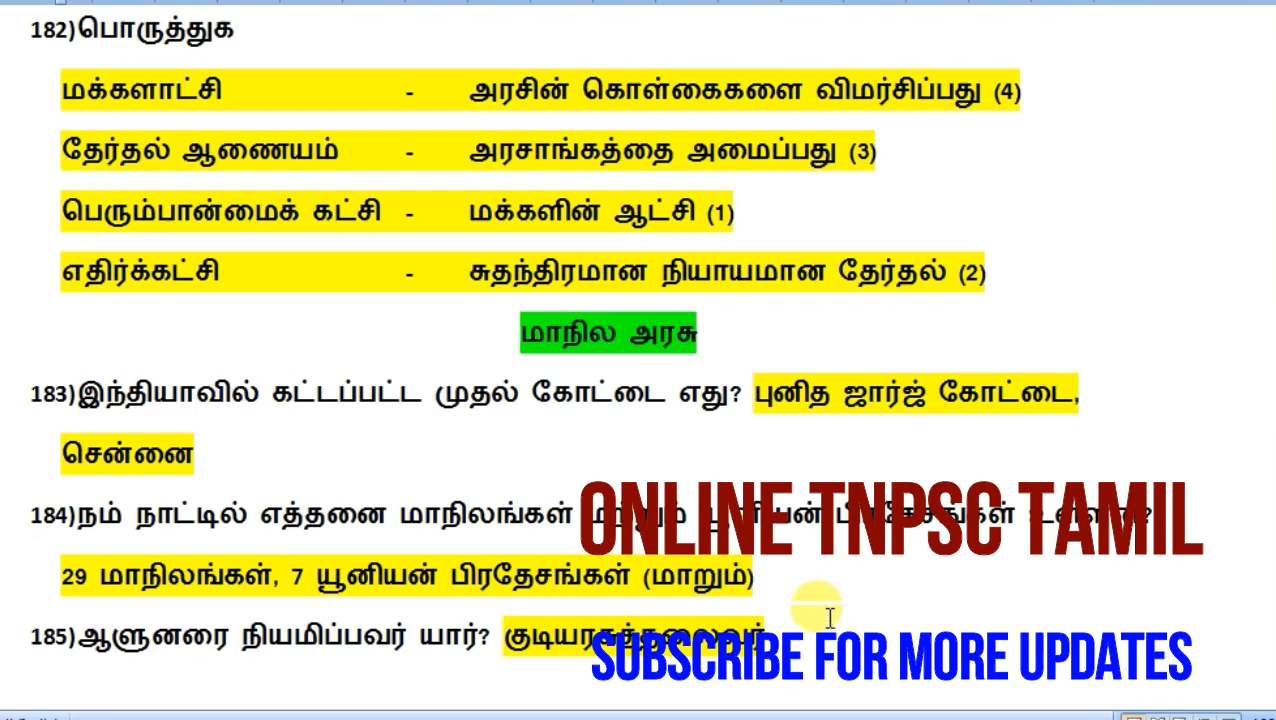 182)பொருத்துக
மக்களாட்சி - அரசின் கொள்கைகளை விமர்சிப்பது (4)
தேர்தல் ஆணையம் - அரசாங்கத்தை அமைப்பது (3)
பெரும்பான்மைக் கட்சி - மக்களின் ஆட்சி (1)
எதிர்க்கட்சி - சுதந்திரமான நியாயமான தேர்தல் (2)
மாநில அரசு
183)இந்தியாவில் கட்டப்பட்ட முதல் கோட்டை எது? புனித ஜார்ஜ் கோட்டை,
சென்னை
184)நம் நாட்டில் எத்தனை மாநிலங்கள்
ONLINE TNPSC TAMIL
29 மாநிலங்கள், 7 யூனியன் பிரதேசங்கள் (மாறும்)
185)ஆளுனரை நியமிப்பவர் யார்? குடியரசுத்தலைவர்
SUBSCRIBE FOR MORE UPDATES